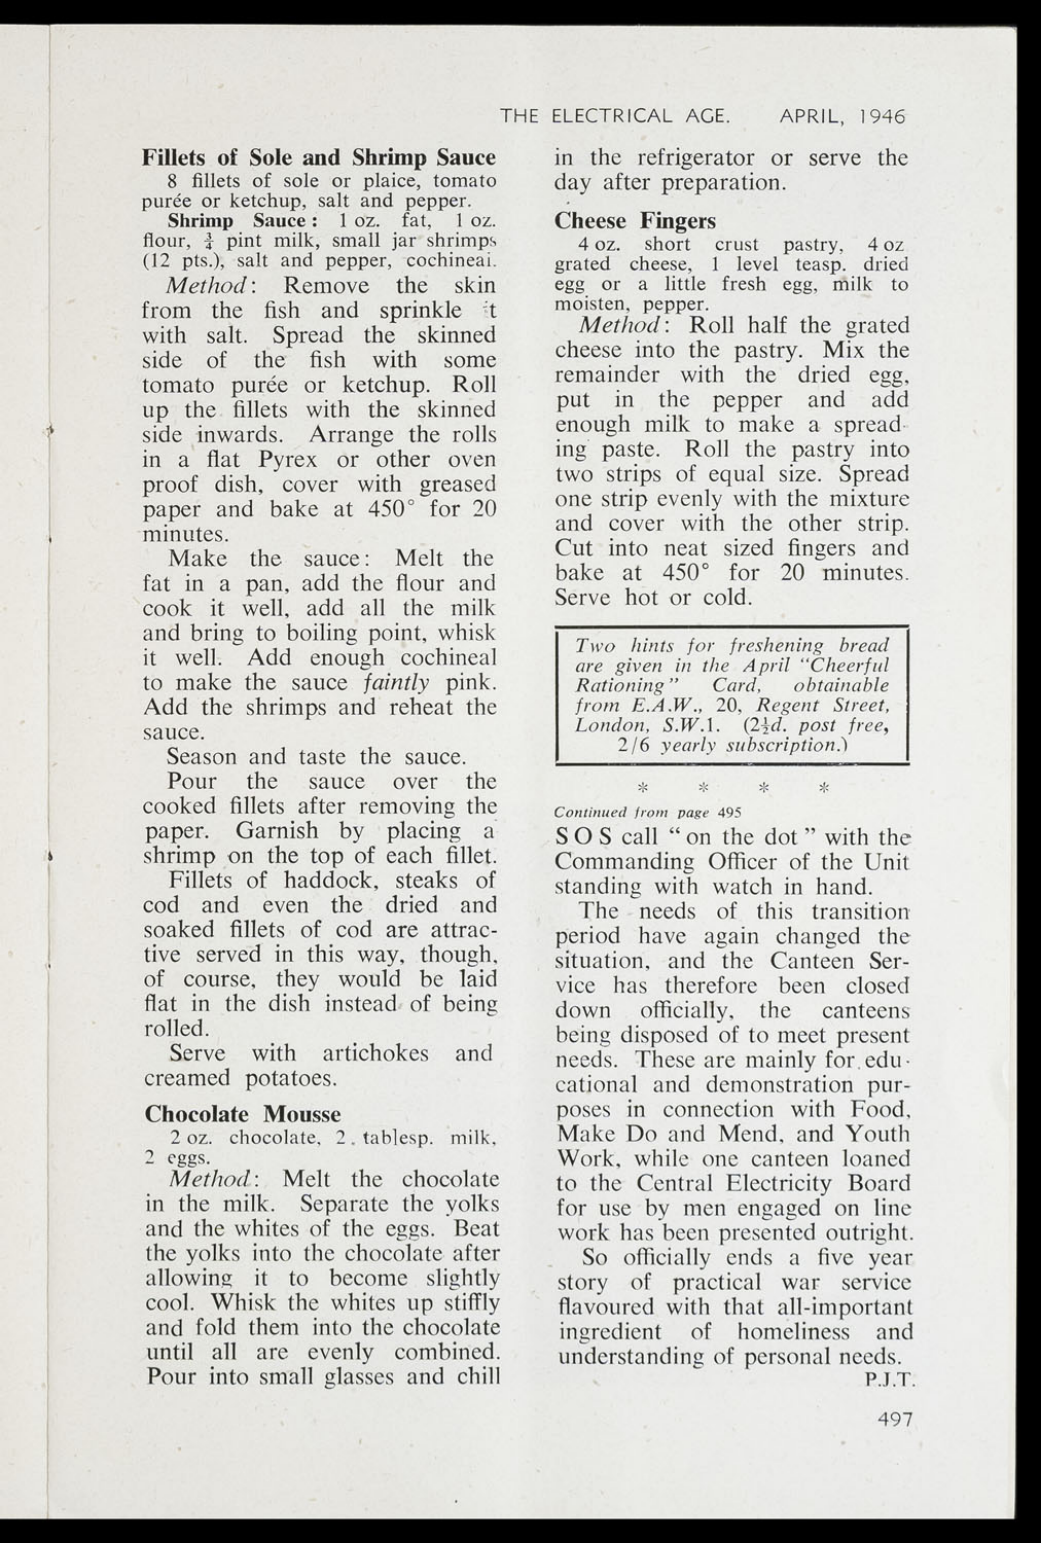 THE ELECTRICAL AGE. APRIL, 1946
Fillets of Sole and Shrimp Sauce
8 fillets of sole or plaice, tomato
purée or ketchup, salt and pepper.
Shrimp Sauce: 1 oz. fat, 1 oz.
flour, ¾ pint milk, small jar shrimps
(12 pts.), salt and pepper, cochineal.
Method: Remove the skin
from the fish and sprinkle it
with salt. Spread the skinned
side of the fish with some
tomato purée or ketchup. Roll
up the fillets with the skinned
side inwards. Arrange the rolls
in a flat Pyrex or other oven
proof dish, cover with greased
paper and bake at 450° for 20
minutes.
Make the sauce: Melt the
fat in a pan, add the flour and
cook it well, add all the milk
and bring to boiling point, whisk
it well. Add enough cochineal
to make the sauce faintly pink.
Add the shrimps and reheat the
sauce.
Season and taste the sauce.
Pour the sauce over the
cooked fillets after removing the
paper. Garnish by placing a
shrimp on the top of each fillet.
Fillets of haddock, steaks of
cod and even the dried and
soaked fillets of cod are attrac-
tive served in this way, though,
of course, they would be laid
flat in the dish instead of being
rolled.
Serve with artichokes and
creamed potatoes.
Chocolate Mousse
2 oz. chocolate, 2 tablesp. milk,
2 eggs.
Method: Melt the chocolate
in the milk. Separate the yolks
and the whites of the eggs. Beat
the yolks into the chocolate after
allowing it to become slightly
cool. Whisk the whites up stiffly
and fold them into the chocolate
until all are evenly combined.
Pour into small glasses and chill
in the refrigerator or serve the
day after preparation.
Cheese Fingers
4 oz. short crust pastry, 4 oz
grated cheese, 1 level teasp. dried
egg or a little fresh egg, milk to
moisten, pepper.
Method: Roll half the grated
cheese into the pastry. Mix the
remainder with the dried egg,
put in the pepper and add
enough milk to make a spread-
ing paste. Roll the pastry into
two strips of equal size. Spread
one strip evenly with the mixture
and cover with the other strip.
Cut into neat sized fingers and
bake at 450° for 20 minutes.
Serve hot or cold.
Two hints for freshening bread
are given in the April "Cheerful
Rationing" Card, obtainable
from E.A.W., 20, Regent Street,
London, S.W.1. (2½d. post free,
2/6 yearly subscription.)
* * * *
Continued from page 495
S O S call "on the dot" with the
Commanding Officer of the Unit
standing with watch in hand.
The needs of this transition
period have again changed the
situation, and the Canteen Ser-
vice has therefore been closed
down officially, the canteens
being disposed of to meet present
needs. These are mainly for edu-
cational and demonstration pur-
poses in connection with Food,
Make Do and Mend, and Youth
Work, while one canteen loaned
to the Central Electricity Board
for use by men engaged on line
work has been presented outright.
So officially ends a five year
story of practical war service
flavoured with that all-important
ingredient of homeliness and
understanding of personal needs.
P.J.T.
497